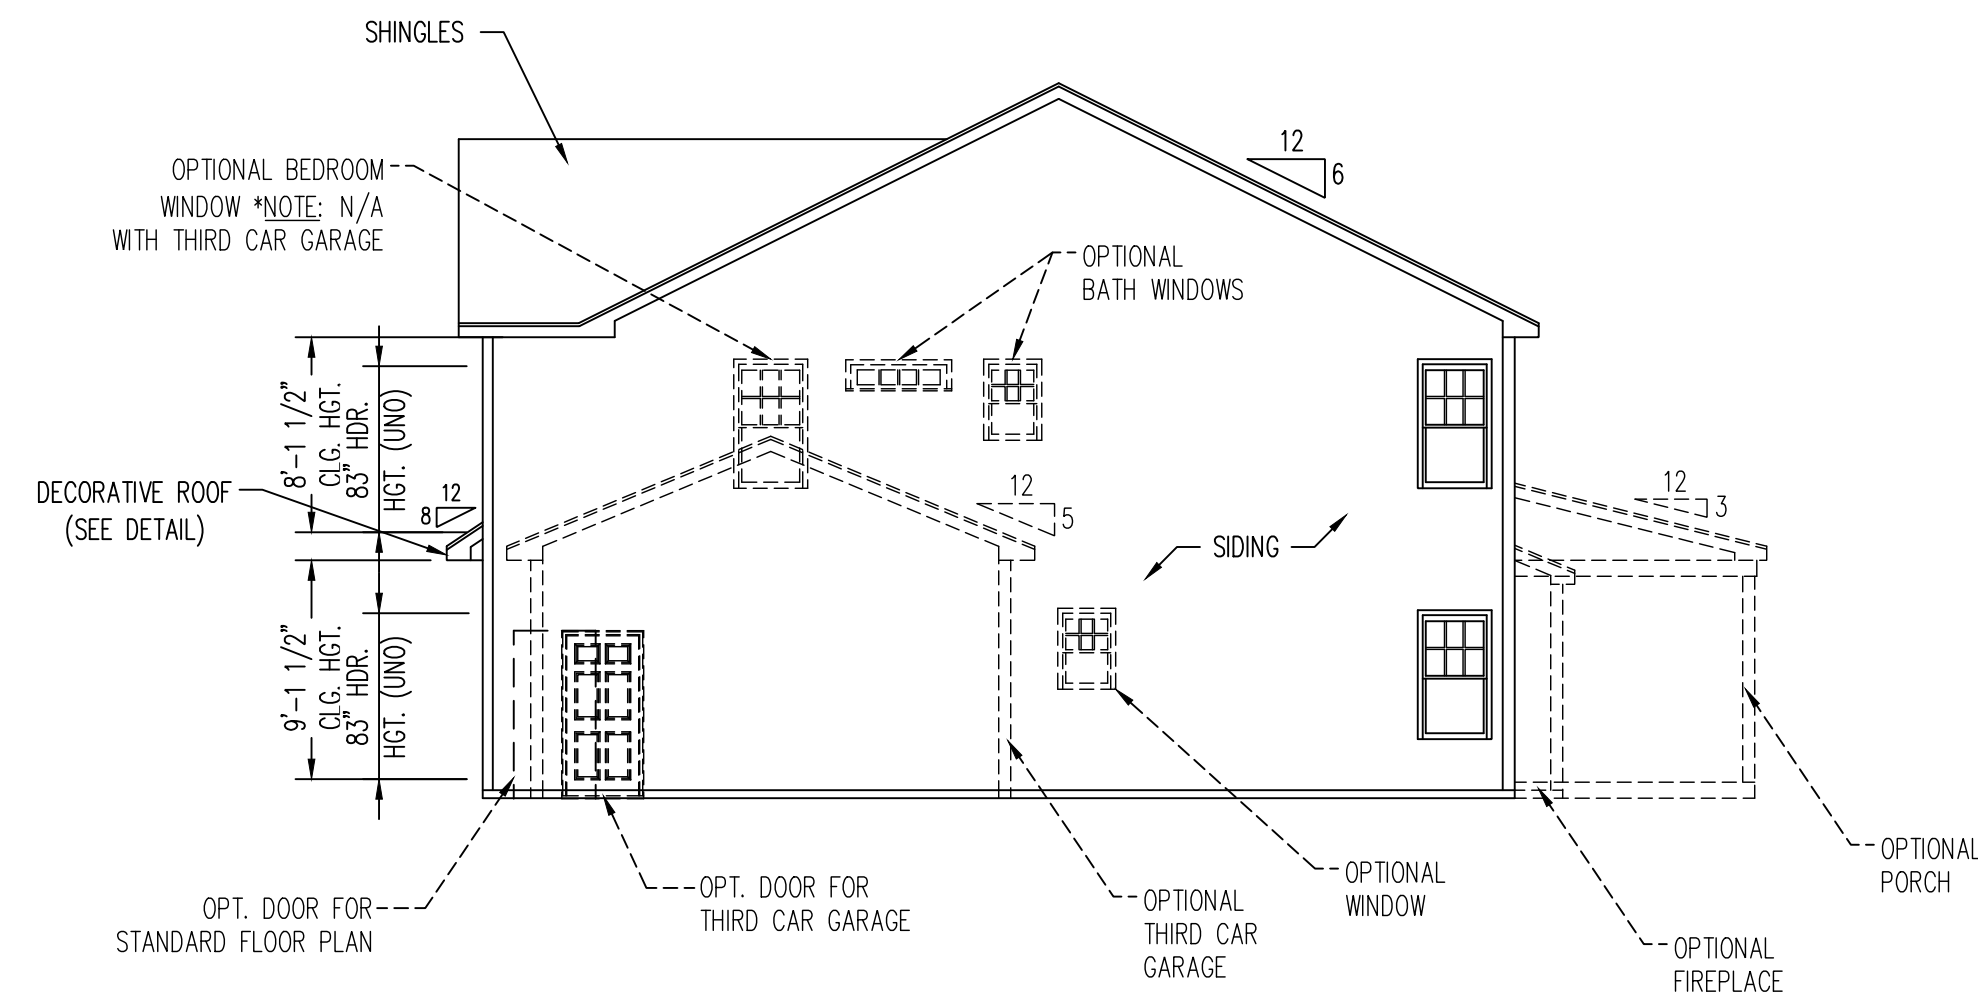 SHINGLES
12
6
OPTIONAL BEDROOM
WINDOW *NOTE: N/A
WITH THIRD CAR GARAGE
OPTIONAL
BATH WINDOWS
8'-1 1/2"
CLG. HGT.
83" HDR.
HGT. (UNO)
DECORATIVE ROOF
(SEE DETAIL)
12
8
12
5
12
3
SIDING
9'-1 1/2"
CLG. HGT.
83" HDR.
HGT. (UNO)
OPT. DOOR FOR
STANDARD FLOOR PLAN
OPT. DOOR FOR
THIRD CAR GARAGE
OPTIONAL
THIRD CAR
GARAGE
OPTIONAL
WINDOW
OPTIONAL
FIREPLACE
OPTIONAL
PORCH